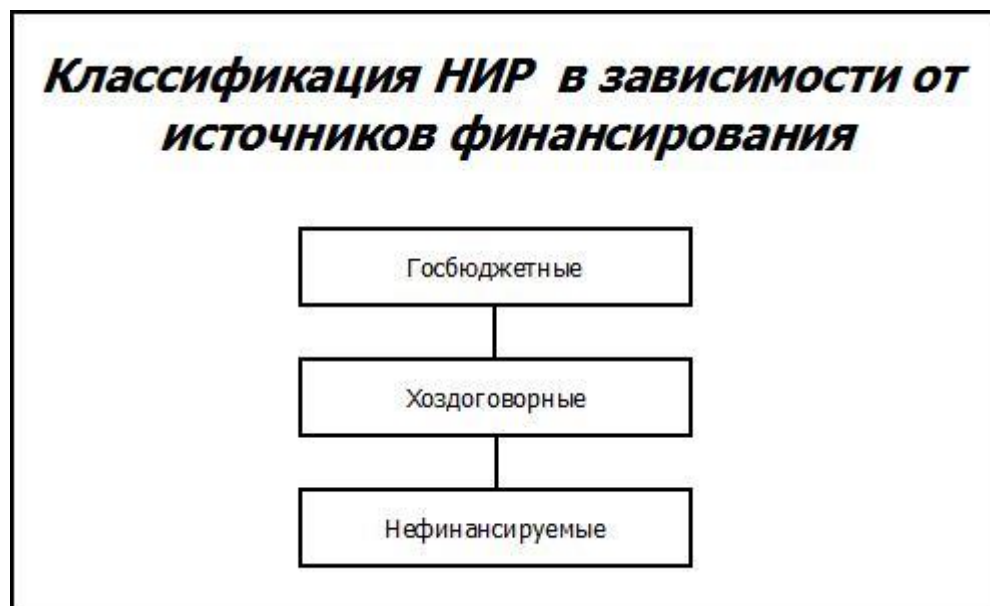 Классификация НИР в зависимости от
источников финансирования
Госбюджетные
Хоздоговорные
Нефинансируемые